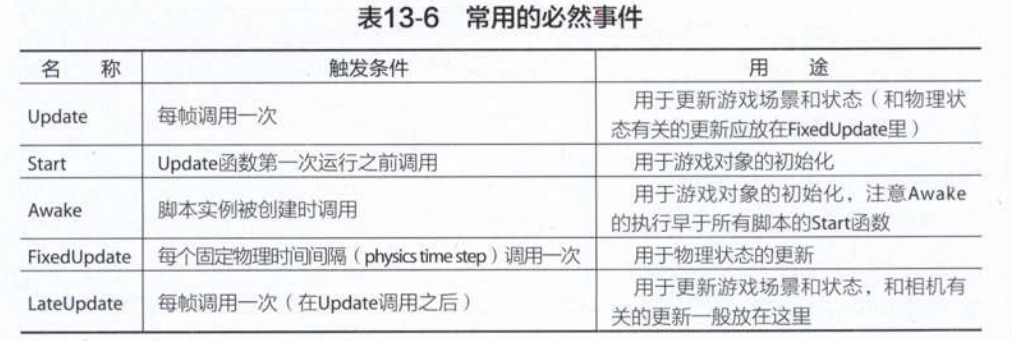 表13-6 常用的必然事件
名 称 触发条件 用 途
Update 每帧调用一次 用于更新游戏场景和状态（和物理状
态有关的更新应放在FixedUpdate里）
Start Update函数第一次运行之前调用 用于游戏对象的初始化
Awake 脚本实例被创建时调用 用于游戏对象的初始化，注意Awake
的执行早于所有脚本的Start函数
FixedUpdate 每个固定物理时间间隔（physics time step）调用一次 用于物理状态的更新
LateUpdate 每帧调用一次（在Update调用之后） 用于更新游戏场景和状态，和相机有
关的更新一般放在这里